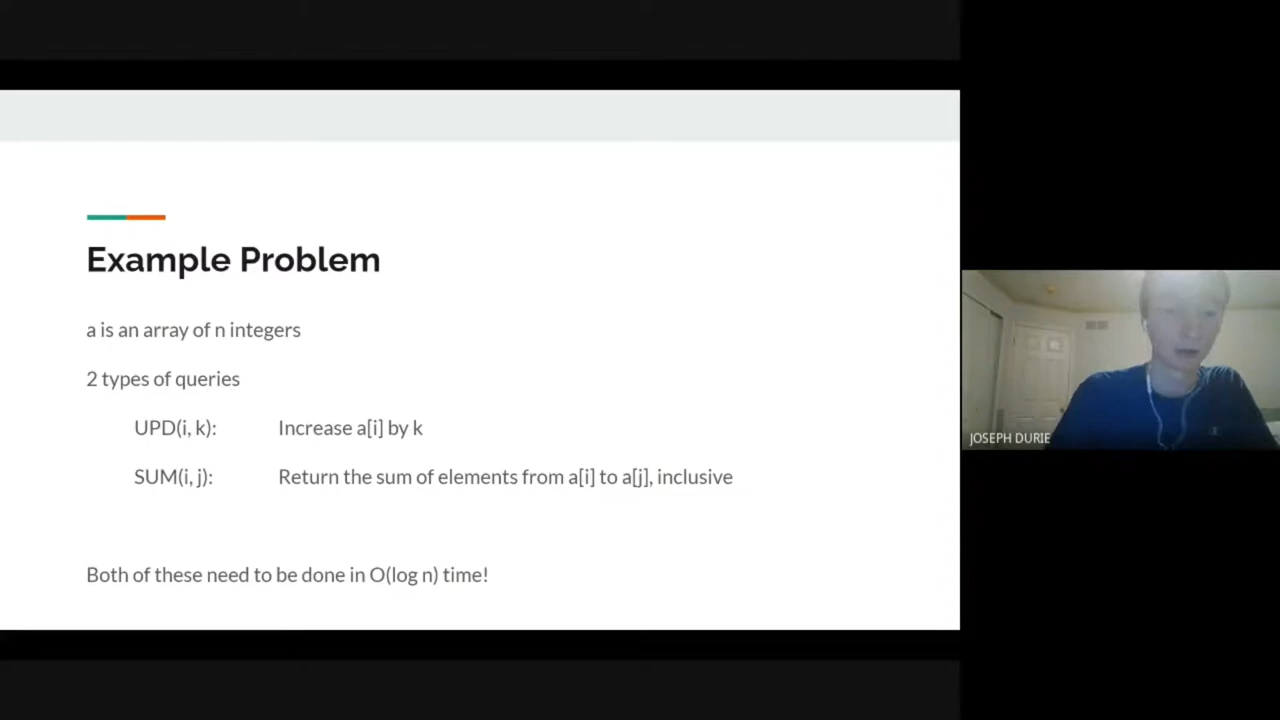 Example Problem
a is an array of n integers
2 types of queries
UPD(i, k): Increase a[i] by k
SUM(i, j): Return the sum of elements from a[i] to a[j], inclusive
Both of these need to be done in O(log n) time!
JOSEPH DURIE